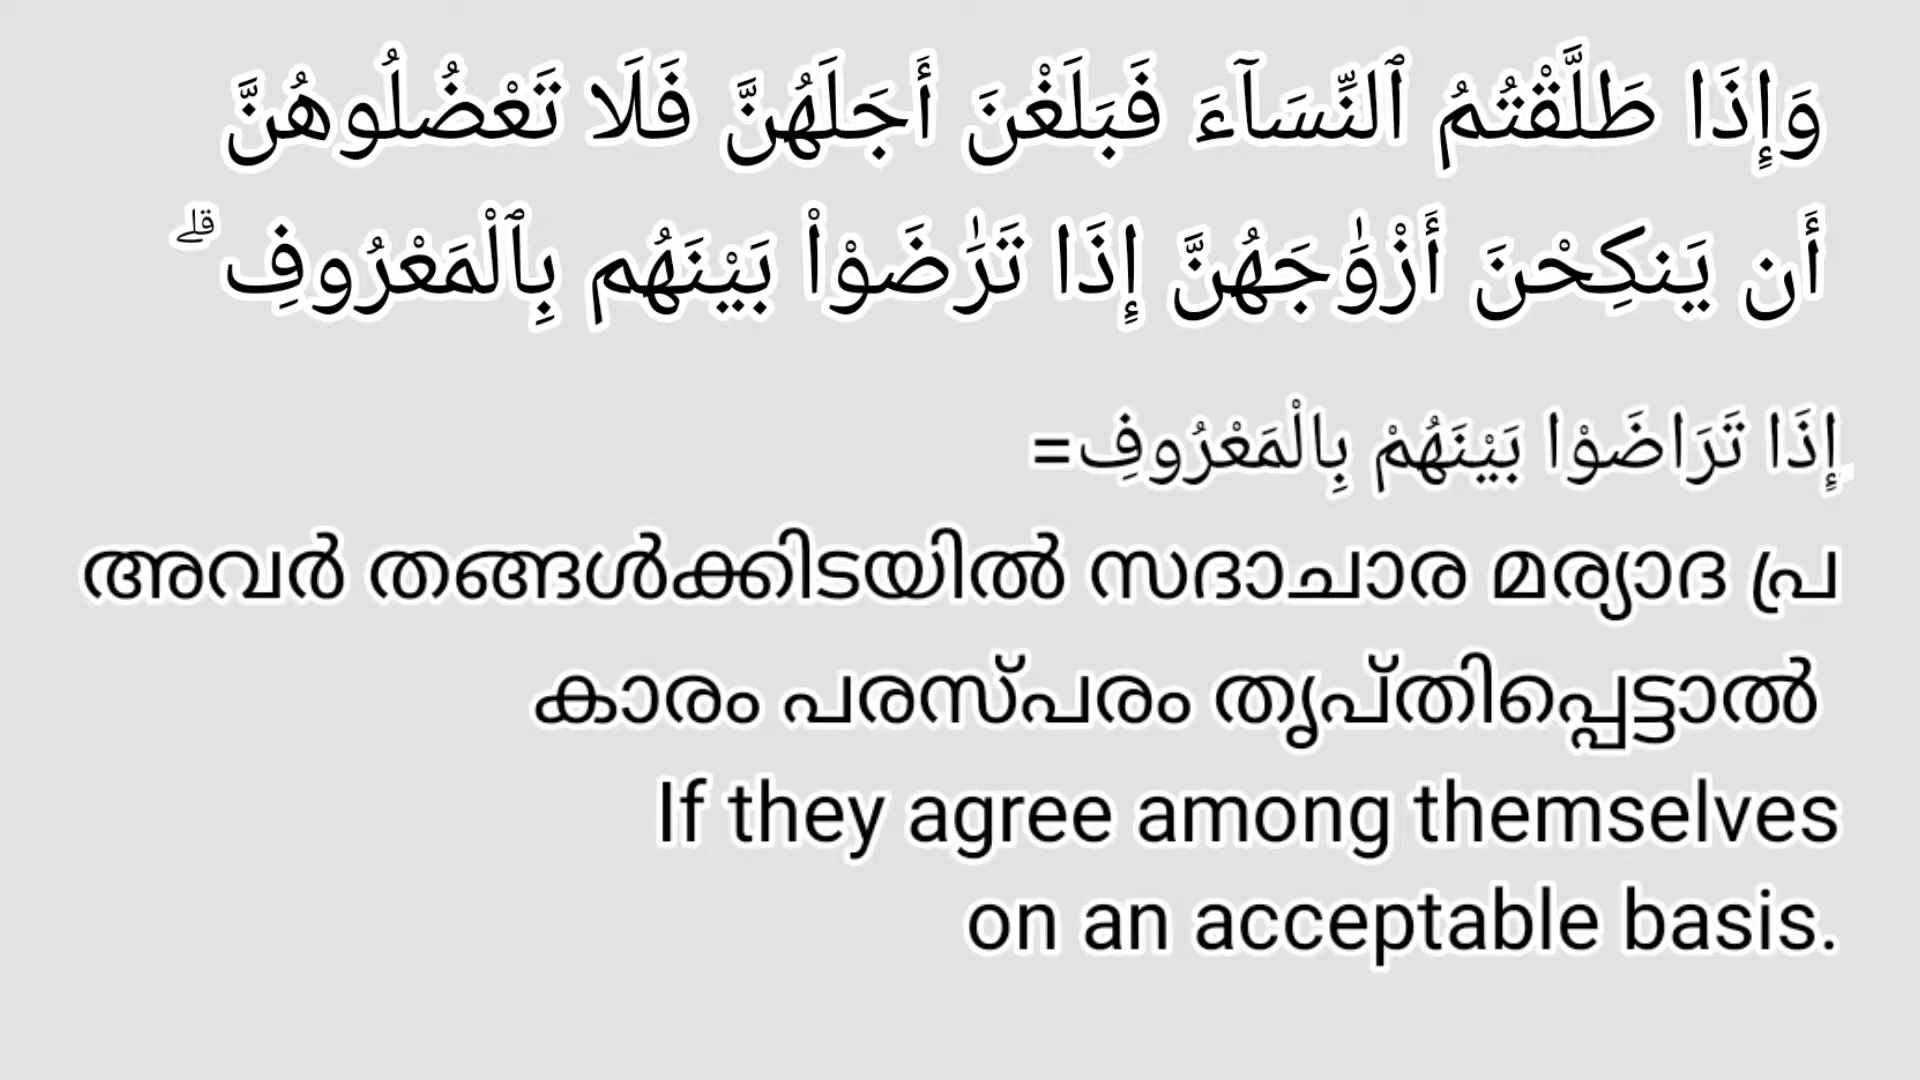 وَإِذَا طَلَّقْتُمُ ٱلنِّسَآءَ فَبَلَغْنَ أَجَلَهُنَّ فَلَا تَعْضُلُوهُنَّ
أَن يَنكِحْنَ أَزْوَٰجَهُنَّ إِذَا تَرَٰضَوْا۟ بَيْنَهُم بِٱلْمَعْرُوفِ ۗ
إِذَا تَرَاضَوْا بَيْنَهُمْ بِالْمَعْرُوفِ=
അവർ തങ്ങൾക്കിടയിൽ സദാചാര മര്യാദ പ്ര
കാരം പരസ്പരം തൃപ്തിപ്പെട്ടാൽ
If they agree among themselves
on an acceptable basis.